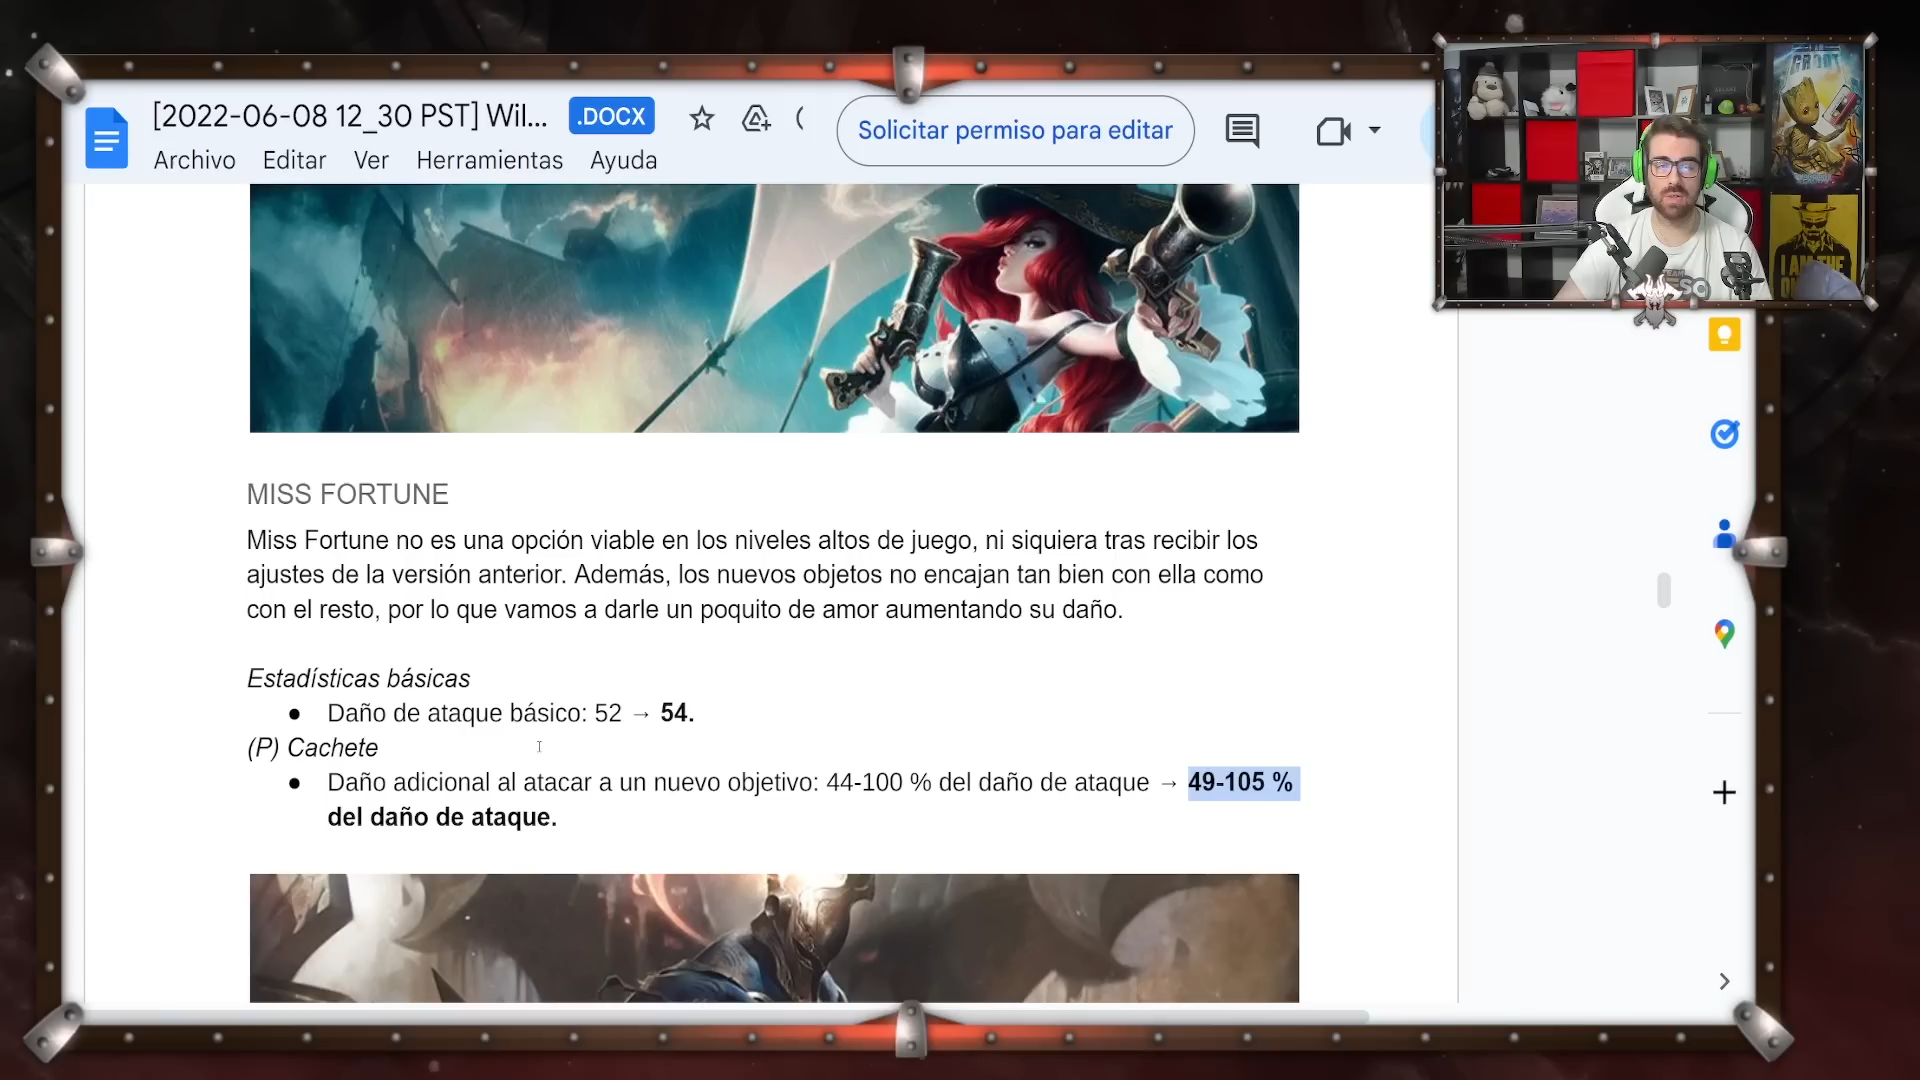 [2022-06-08 12_30 PST] Wil...
.DOCX
Solicitar permiso para editar
Archivo Editar Ver Herramientas Ayuda
GROOT
I AM THE
MISS FORTUNE
Miss Fortune no es una opción viable en los niveles altos de juego, ni siquiera tras recibir los
ajustes de la versión anterior. Además, los nuevos objetos no encajan tan bien con ella como
con el resto, por lo que vamos a darle un poquito de amor aumentando su daño.
Estadísticas básicas
● Daño de ataque básico: 52 → 54.
(P) Cachete
● Daño adicional al atacar a un nuevo objetivo: 44-100 % del daño de ataque → 49-105 %
del daño de ataque.